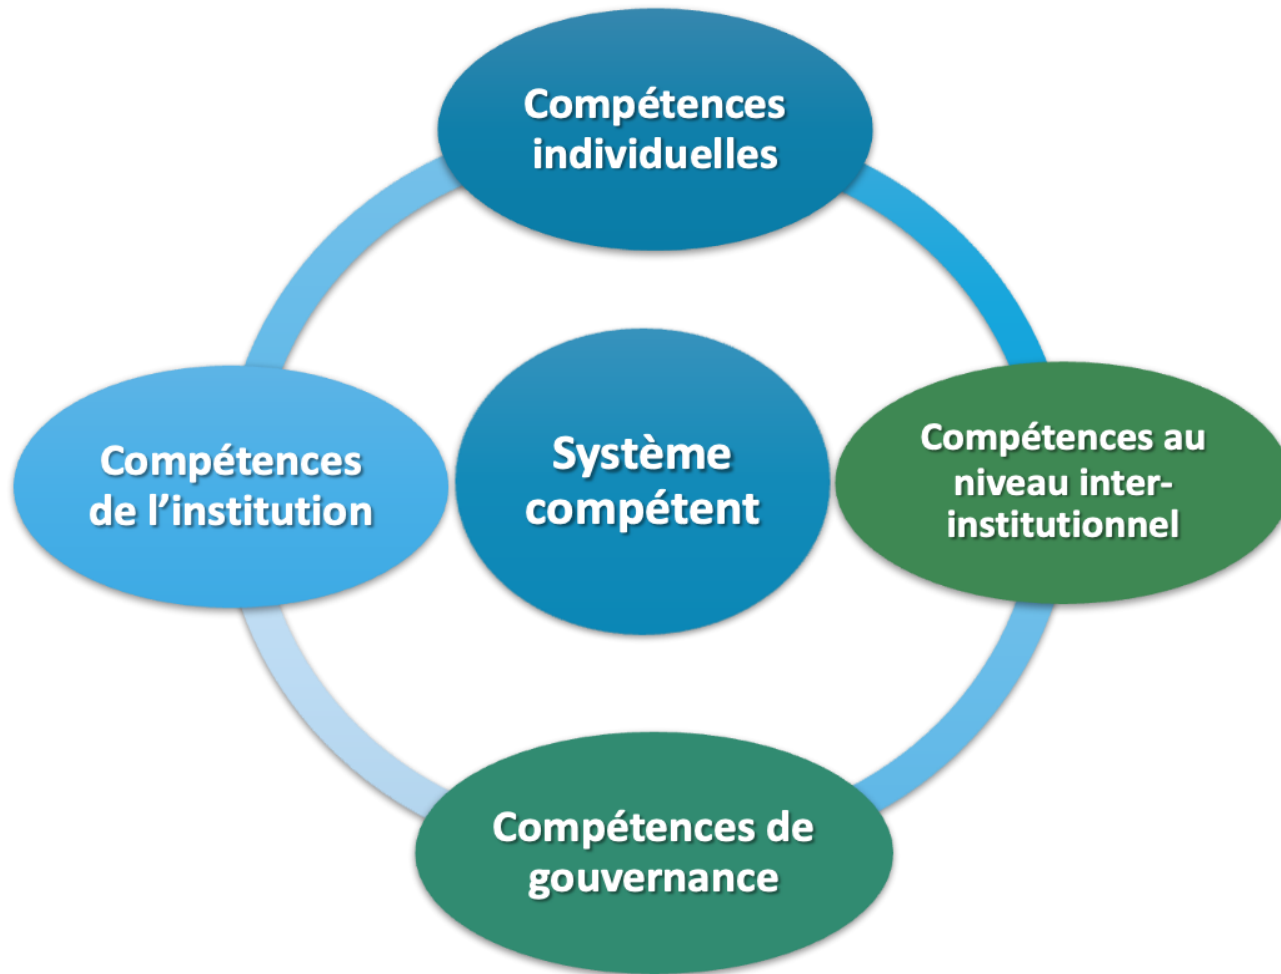 Compétences
individuelles
Compétences
de l’institution
Système
compétent
Compétences au
niveau inter-
institutionnel
Compétences de
gouvernance